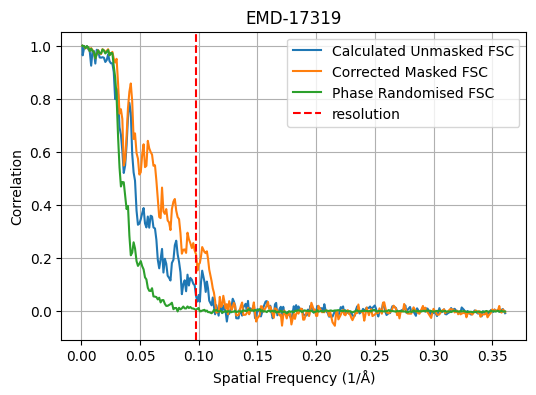 EMD-17319
Calculated Unmasked FSC
Corrected Masked FSC
Phase Randomised FSC
resolution
Correlation
1.0
0.8
0.6
0.4
0.2
0.0
0.00 0.05 0.10 0.15 0.20 0.25 0.30 0.35
Spatial Frequency (1/Å)